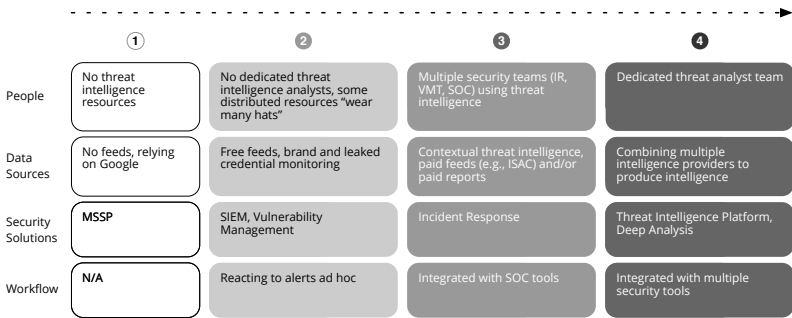 1
2
3
4
People
No threat
intelligence
resources
No dedicated threat
intelligence analysts, some
distributed resources “wear
many hats”
Multiple security teams (IR,
VMT, SOC) using threat
intelligence
Dedicated threat analyst team
Data
Sources
No feeds, relying
on Google
Free feeds, brand and leaked
credential monitoring
Contextual threat intelligence,
paid feeds (e.g., ISAC) and/or
paid reports
Combining multiple
intelligence providers to
produce intelligence
Security
Solutions
MSSP
SIEM, Vulnerability
Management
Incident Response
Threat Intelligence Platform,
Deep Analysis
Workflow
N/A
Reacting to alerts ad hoc
Integrated with SOC tools
Integrated with multiple
security tools